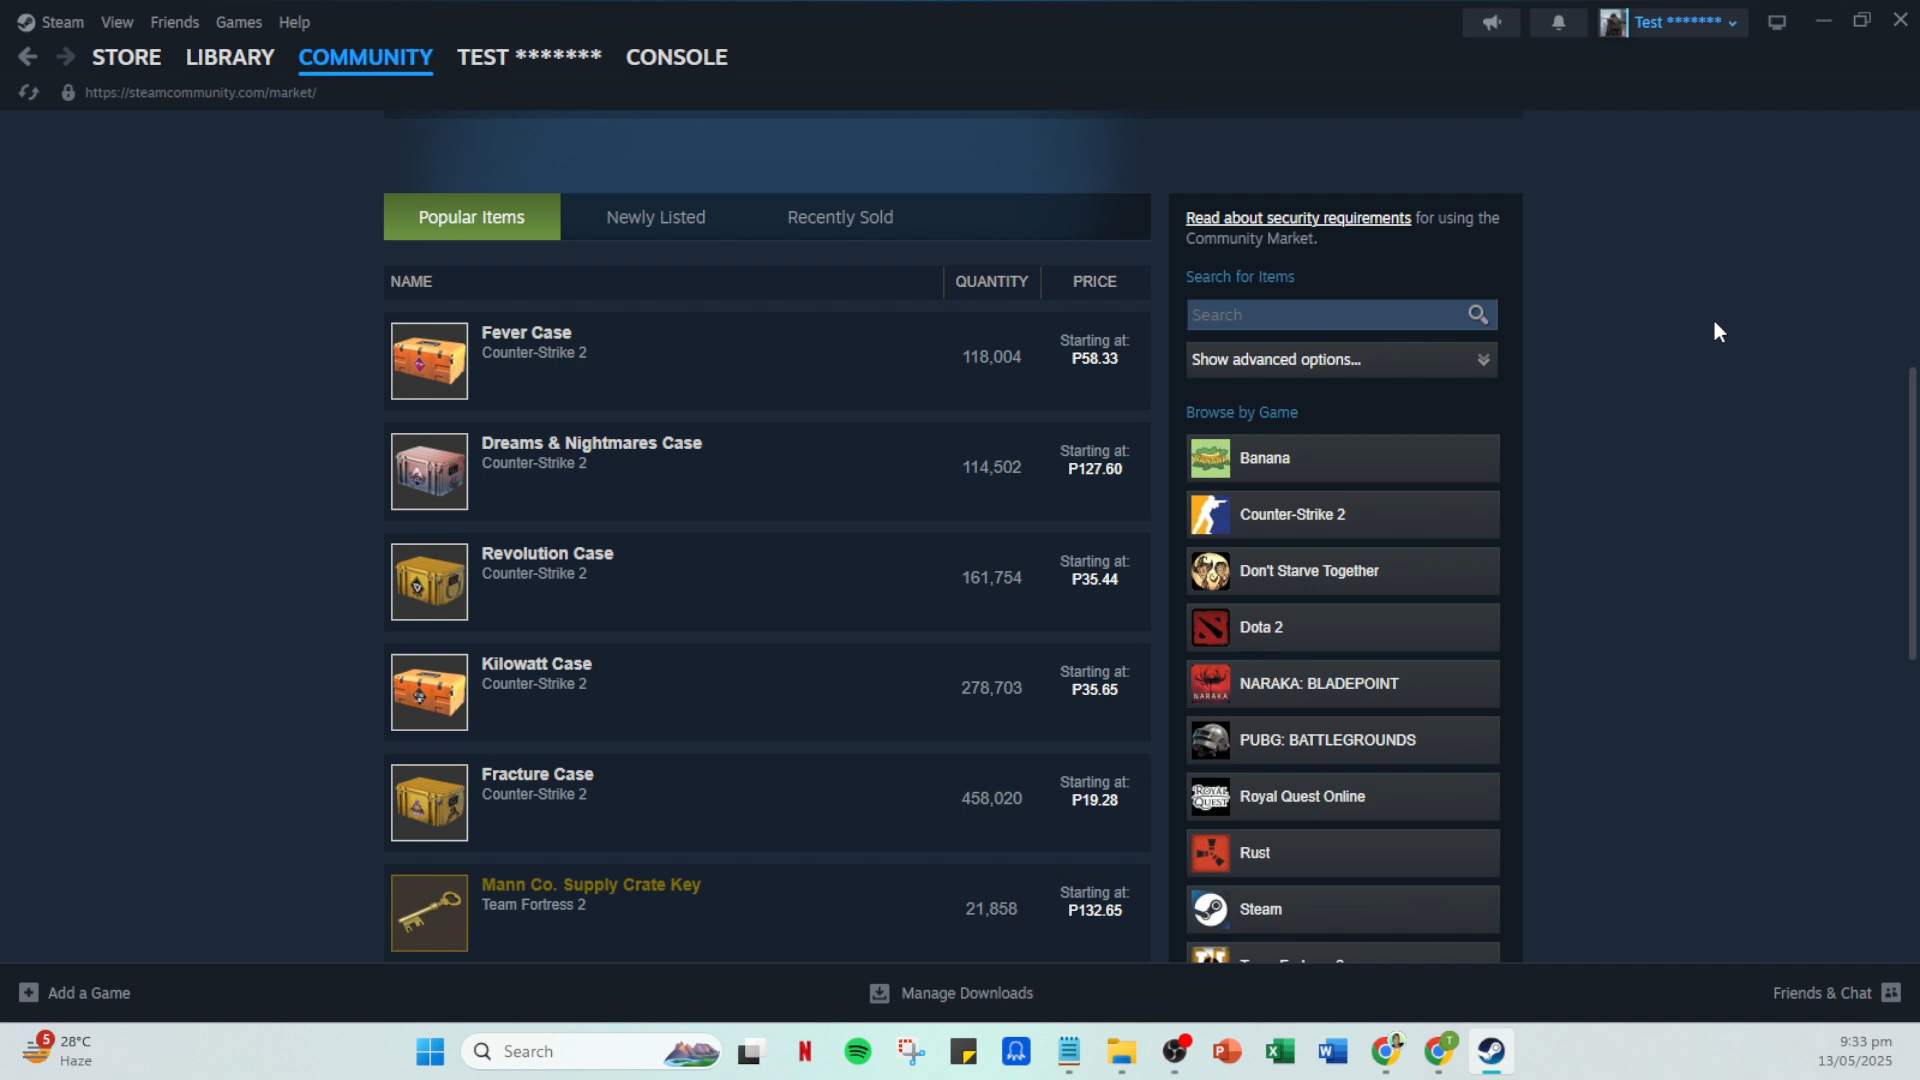 Steam View Friends Games Help
Test *******
STORE LIBRARY COMMUNITY TEST ******* CONSOLE
https://steamcommunity.com/market/
Popular Items Newly Listed Recently Sold
NAME QUANTITY PRICE
Fever Case
Counter-Strike 2
118,004
Starting at:
P58.33
Dreams & Nightmares Case
Counter-Strike 2
114,502
Starting at:
P127.60
Revolution Case
Counter-Strike 2
161,754
Starting at:
P35.44
Kilowatt Case
Counter-Strike 2
278,703
Starting at:
P35.65
Fracture Case
Counter-Strike 2
458,020
Starting at:
P19.28
Mann Co. Supply Crate Key
Team Fortress 2
21,858
Starting at:
P132.65
Read about security requirements for using the
Community Market.
Search for Items
Search
Show advanced options...
Browse by Game
Banana
Counter-Strike 2
Don't Starve Together
Dota 2
NARAKA
NARAKA: BLADEPOINT
PUBG: BATTLEGROUNDS
ROYAL
QUEST
Royal Quest Online
Rust
Steam
Add a Game
Manage Downloads
Friends & Chat
5
28°C
Haze
Search
T
9:33 pm
13/05/2025